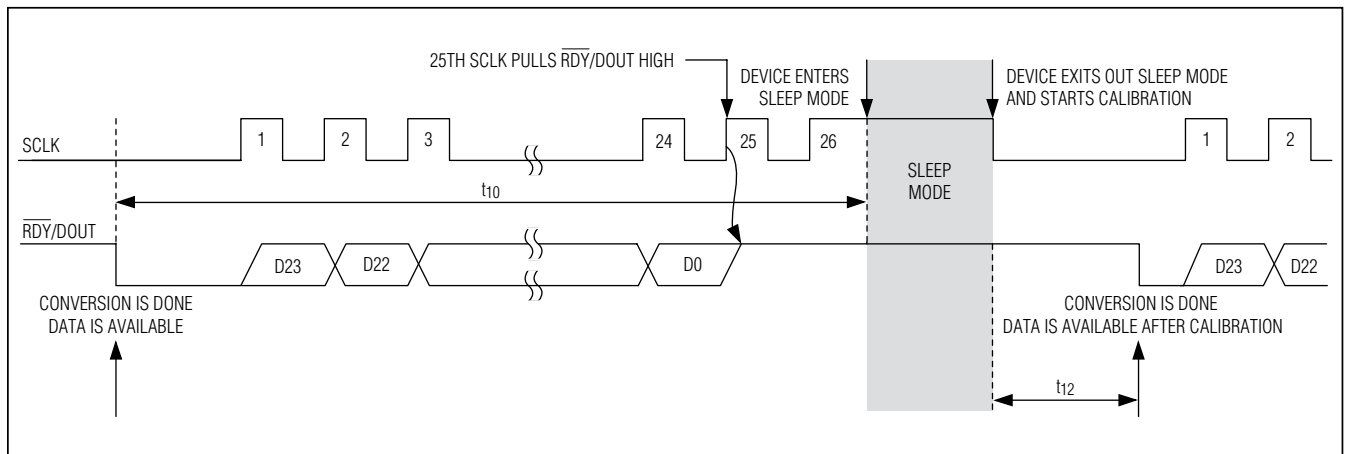 25TH SCLK PULLS RDY/DOUT HIGH
DEVICE ENTERS
SLEEP MODE
DEVICE EXITS OUT SLEEP MODE
AND STARTS CALIBRATION
SCLK
1
2
3
24
25
26
1
2
SLEEP
MODE
t10
RDY/DOUT
D23
D22
D0
D23
D22
CONVERSION IS DONE
DATA IS AVAILABLE
CONVERSION IS DONE
DATA IS AVAILABLE AFTER CALIBRATION
t12